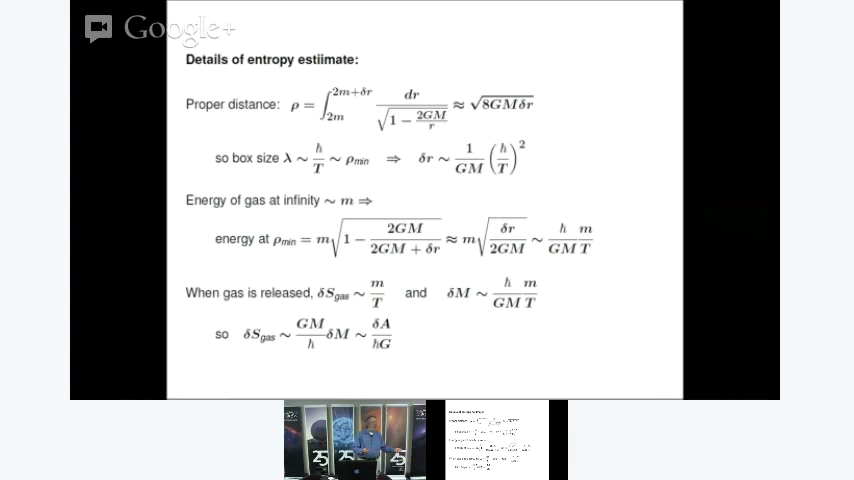 Google+
Details of entropy estiimate:
Proper distance: ρ = ∫_{2m}^{2m+δr} dr / √(1 − 2GM/r) ≈ √(8GMδr)
so box size λ ∼ ħ/T ∼ ρ_min ⇒ δr ∼ 1/GM (ħ/T)²
Energy of gas at infinity ∼ m ⇒
energy at ρ_min = m√(1 − 2GM/(2GM + δr)) ≈ m√(δr/2GM) ∼ ħ/GM m/T
When gas is released, δS_gas ∼ m/T and δM ∼ ħ/GM m/T
so δS_gas ∼ GM/ħ δM ∼ δA/ħG
25
25